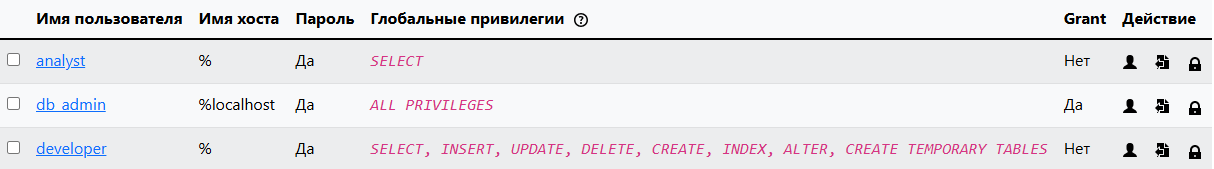 Имя пользователя Имя хоста Пароль Глобальные привилегии ? Grant Действие
analyst % Да SELECT Нет
db_admin %localhost Да ALL PRIVILEGES Да
developer % Да SELECT, INSERT, UPDATE, DELETE, CREATE, INDEX, ALTER, CREATE TEMPORARY TABLES Нет